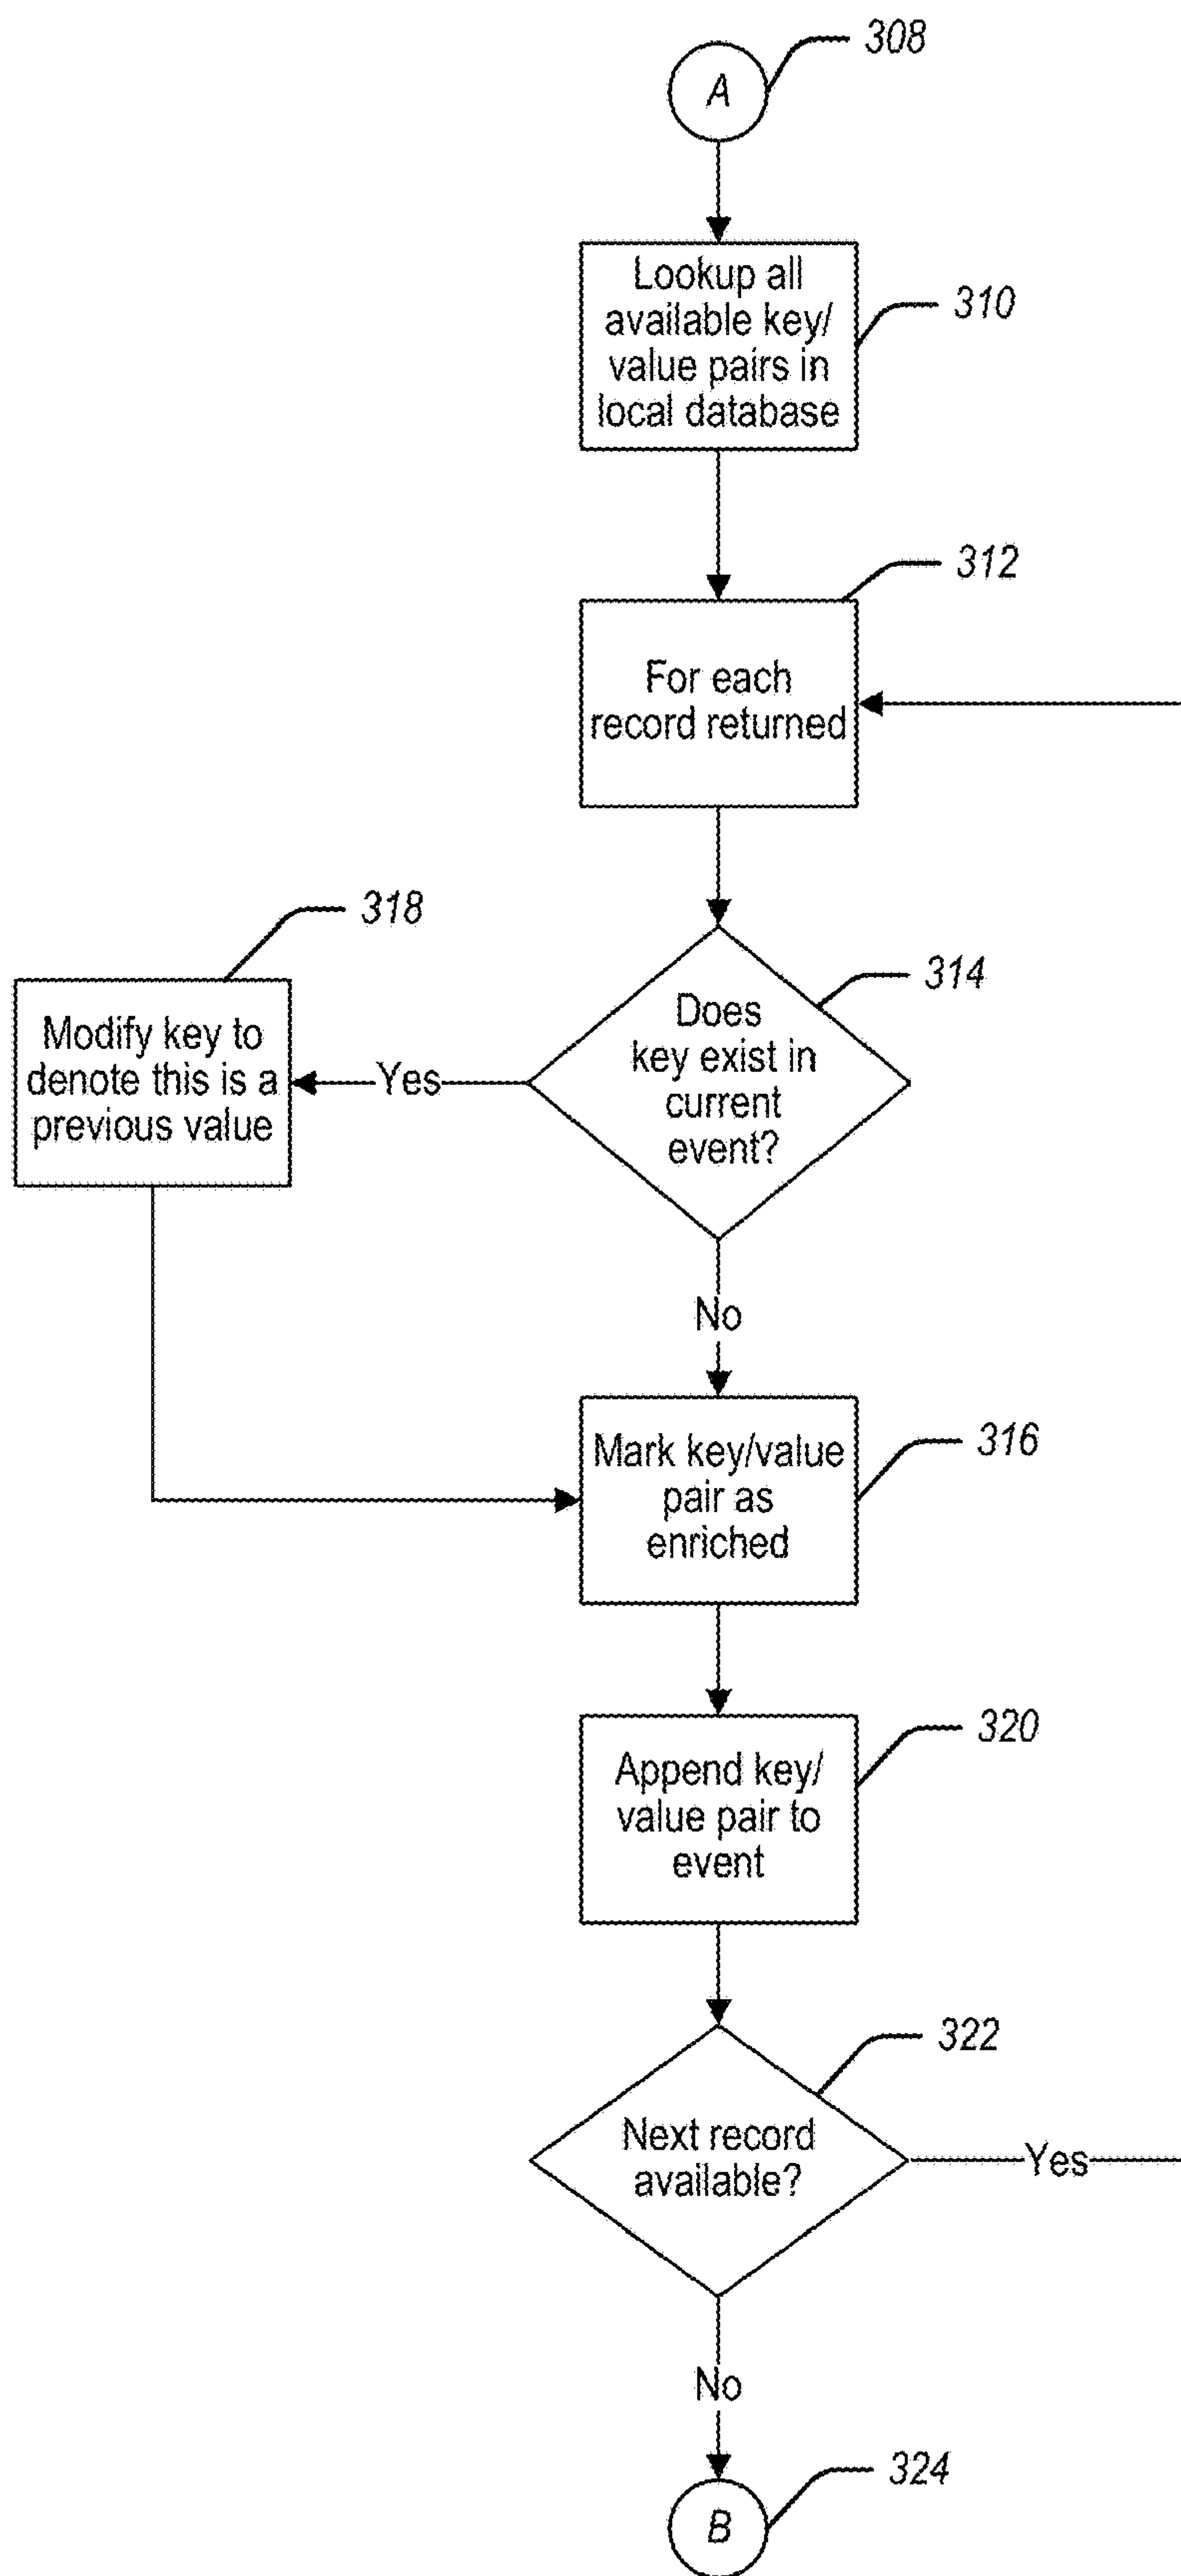 308
A
Lookup all
available key/
value pairs in
local database
310
312
For each
record returned
318
314
Modify key to
denote this is a
previous value
Yes
Does
key exist in
current
event?
No
316
Mark key/value
pair as
enriched
320
Append key/
value pair to
event
322
Next record
available?
Yes
No
324
B